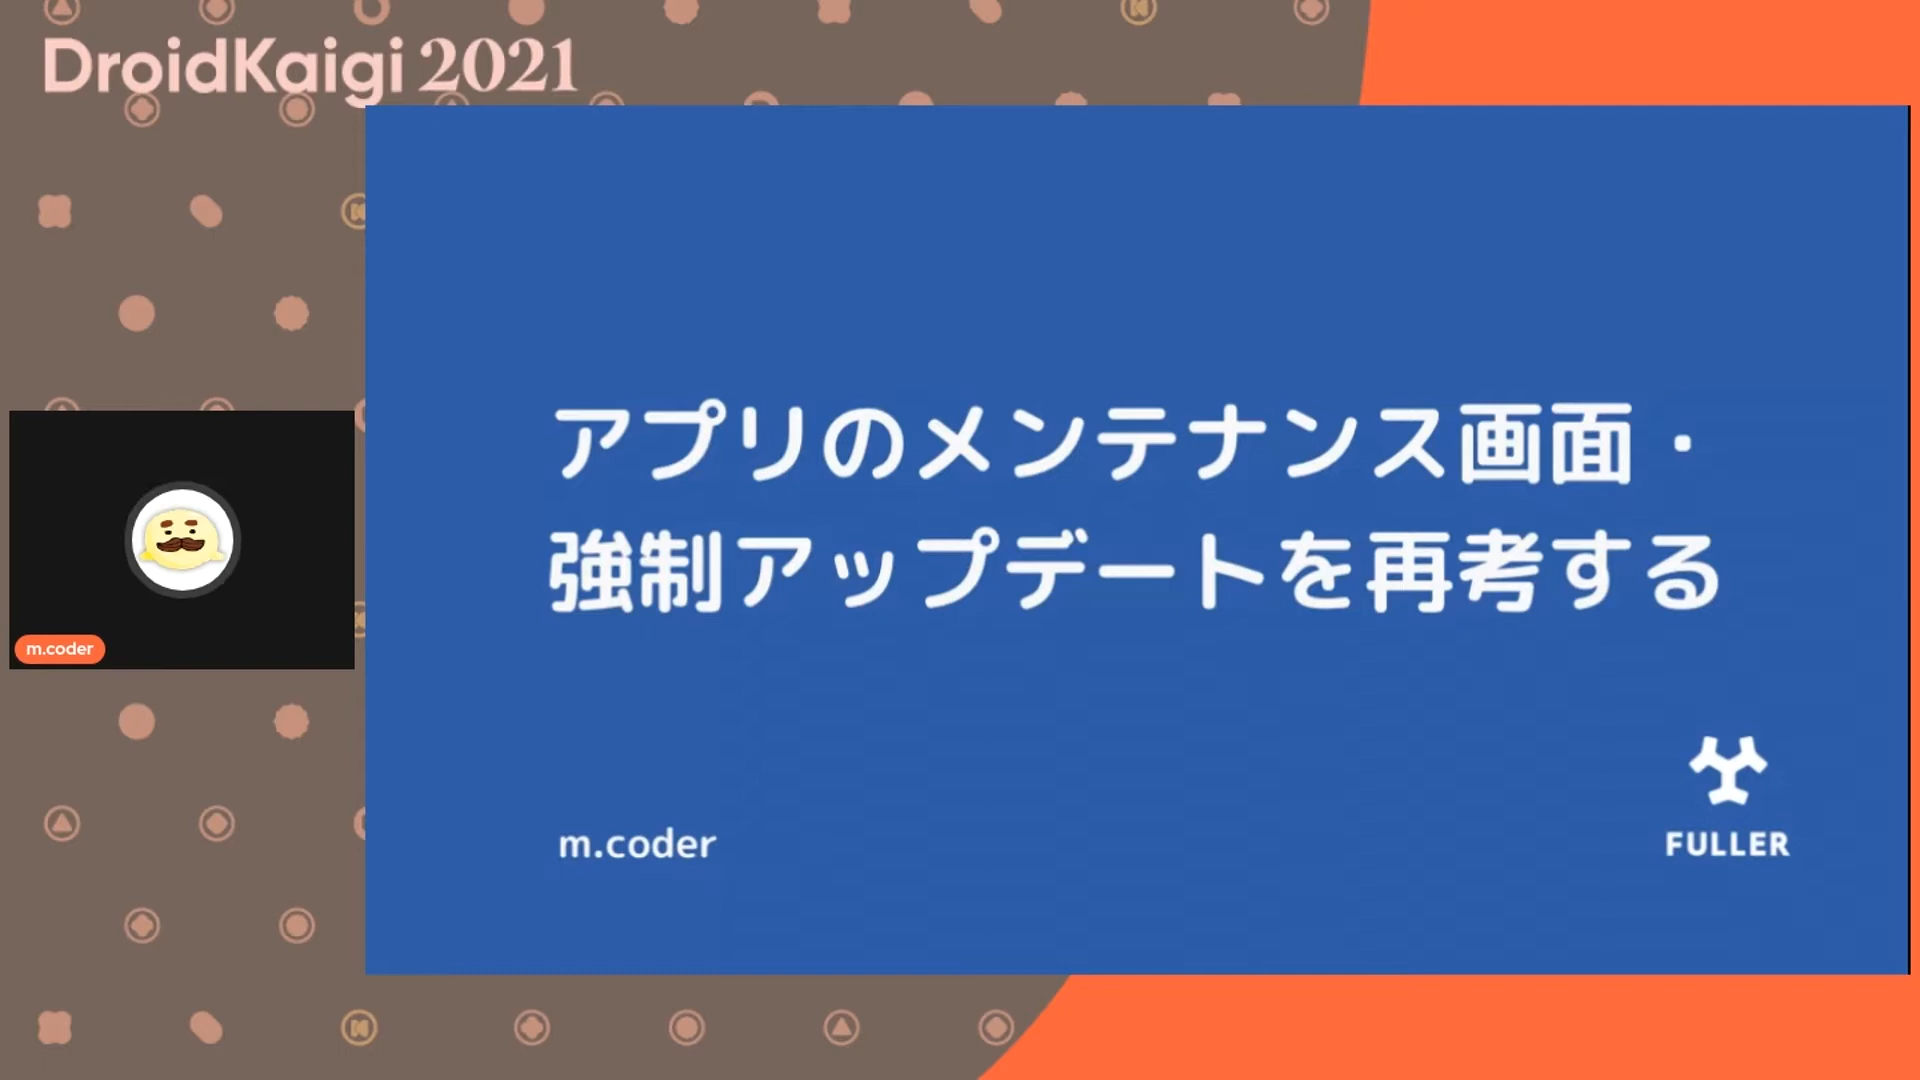 DroidKaigi 2021
アプリのメンテナンス画面・
強制アップデートを再考する
m.coder
m.coder
FULLER